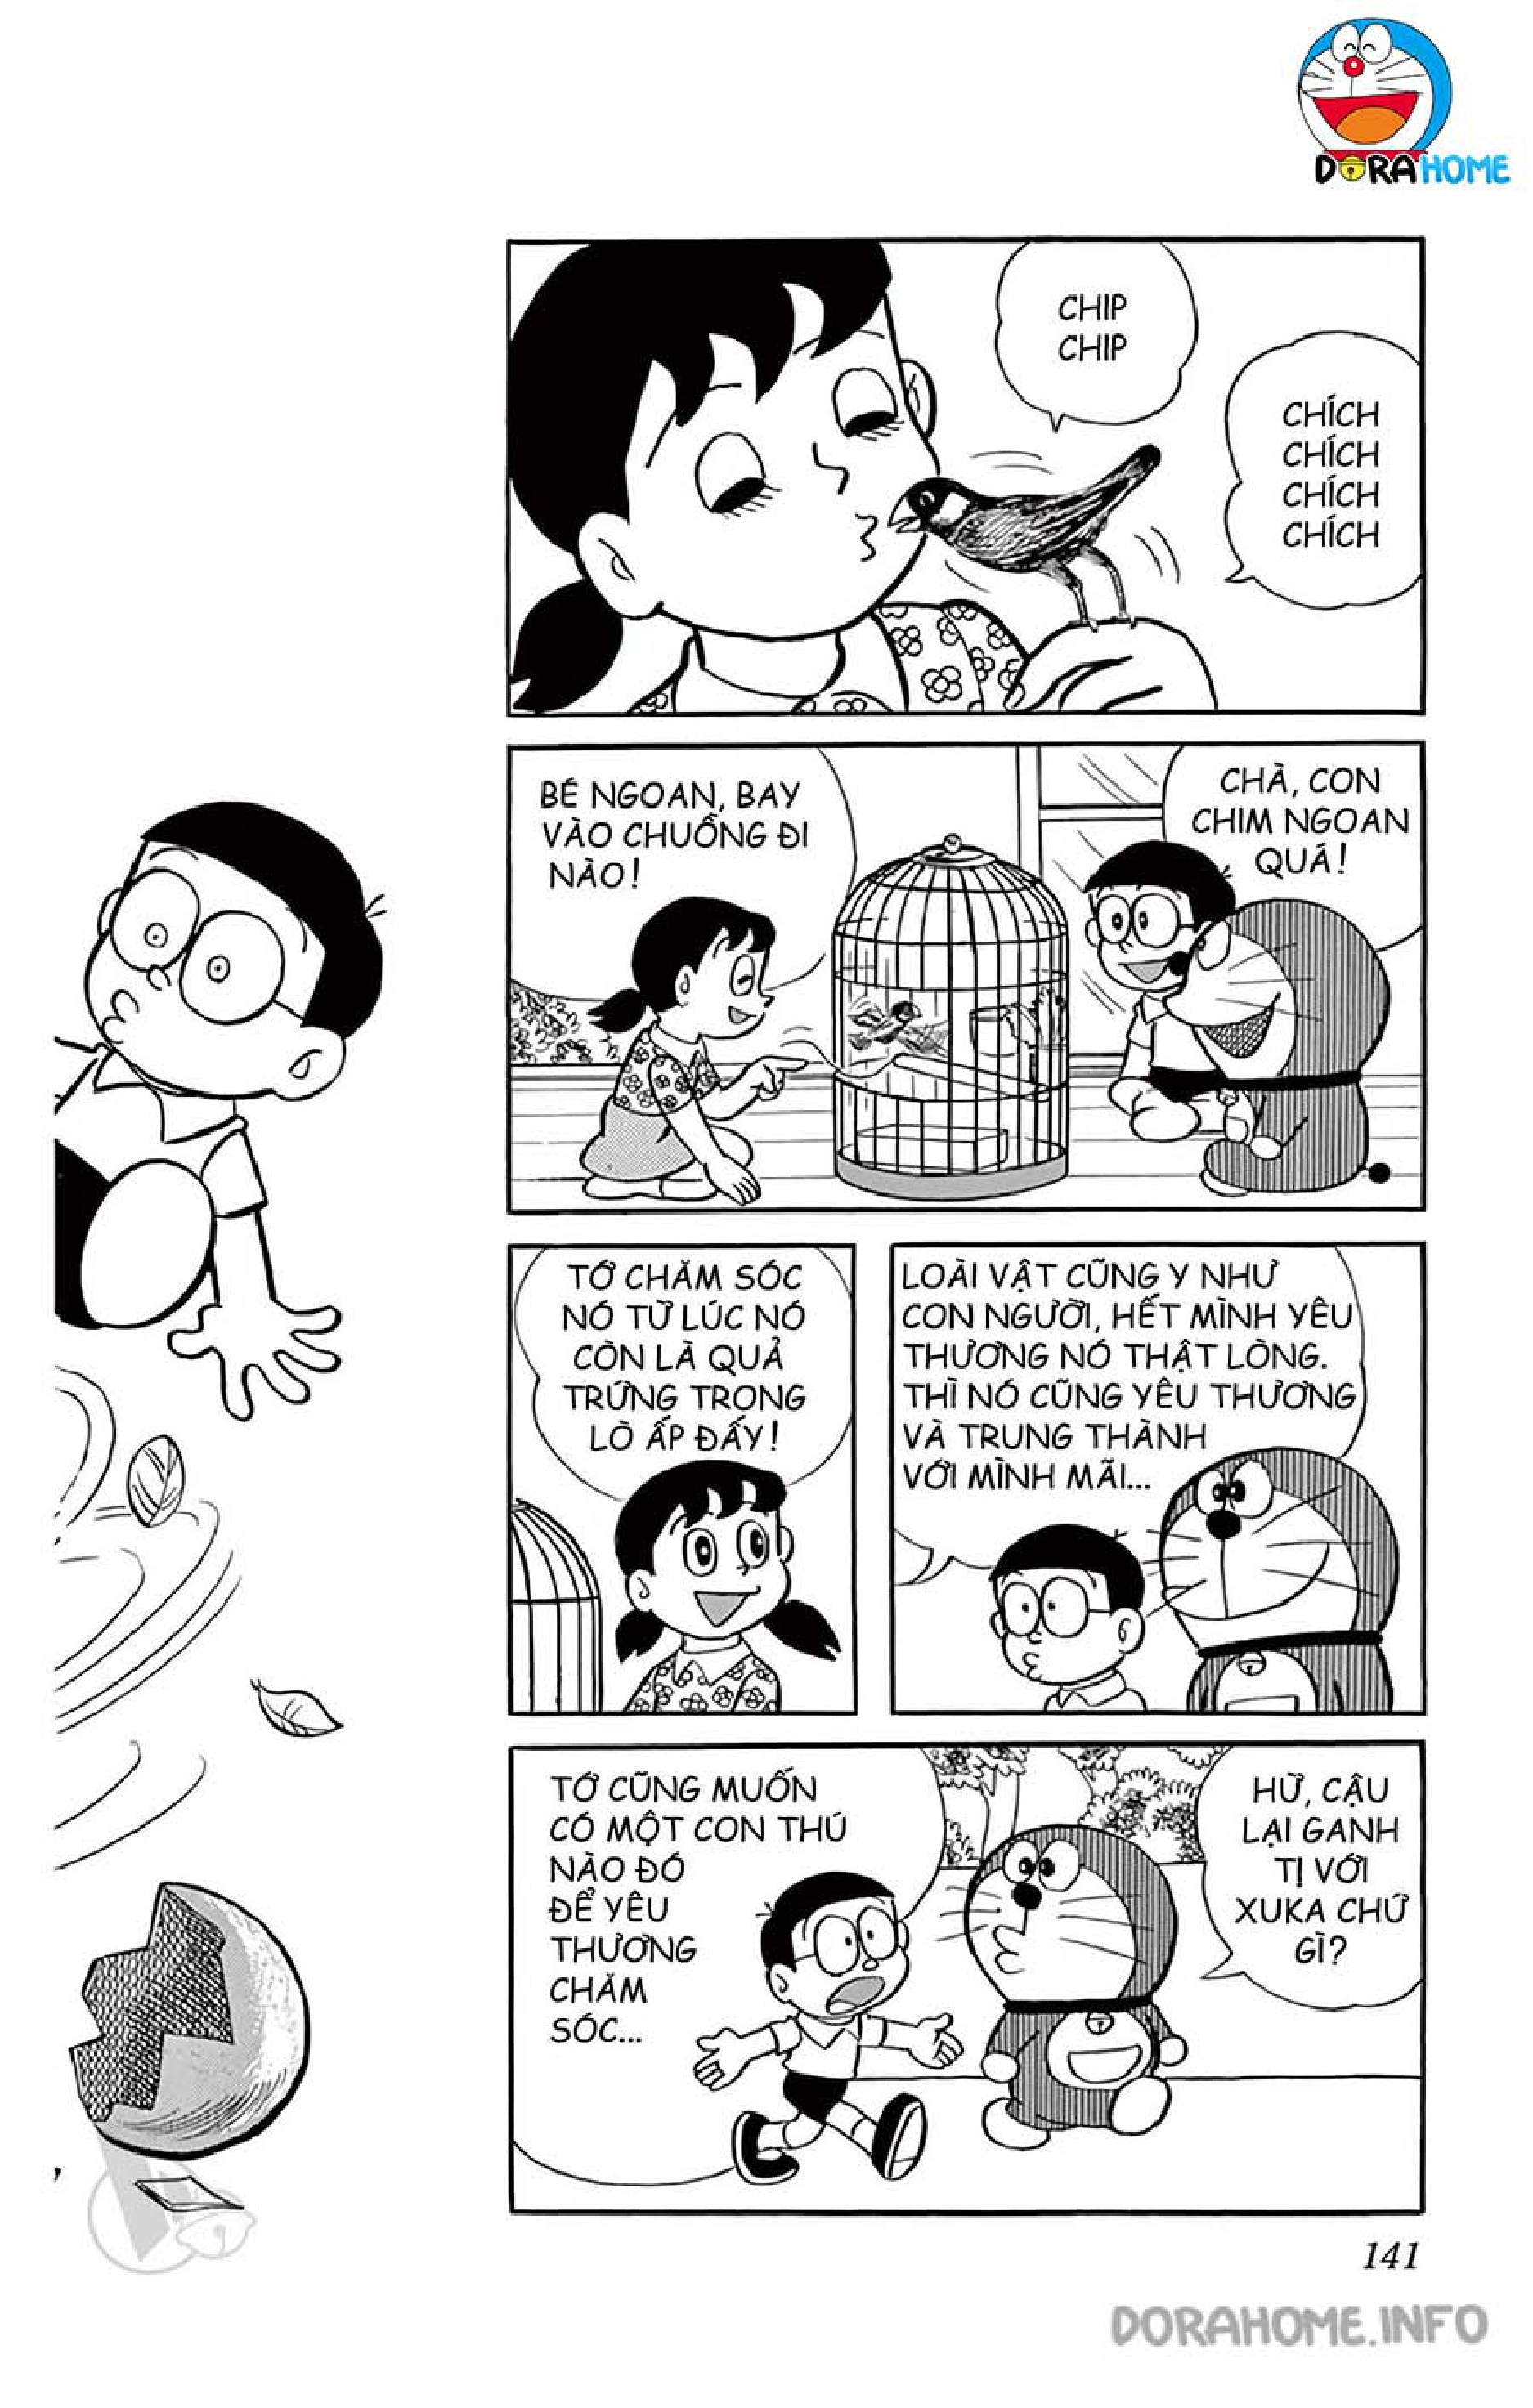 DORAHOME
CHIP
CHIP
CHÍCH
CHÍCH
CHÍCH
CHÍCH
BÉ NGOAN, BAY
VÀO CHUỒNG ĐI
NÀO!
CHÀ, CON
CHIM NGOAN
QUÁ!
TỚ CHĂM SÓC
NÓ TỪ LÚC NÓ
CÒN LÀ QUẢ
TRỨNG TRONG
LÒ ẤP ĐẤY!
LOÀI VẬT CŨNG Y NHƯ
CON NGƯỜI, HẾT MÌNH YÊU
THƯƠNG NÓ THẬT LÒNG.
THÌ NÓ CŨNG YÊU THƯƠNG
VÀ TRUNG THÀNH
VỚI MÌNH MÃI...
TỚ CŨNG MUỐN
CÓ MỘT CON THÚ
NÀO ĐÓ
ĐỂ YÊU
THƯƠNG
CHĂM
SÓC...
HỪ, CẬU
LẠI GANH
TỊ VỚI
XUKA CHỨ
GÌ?
141
DORAHOME.INFO